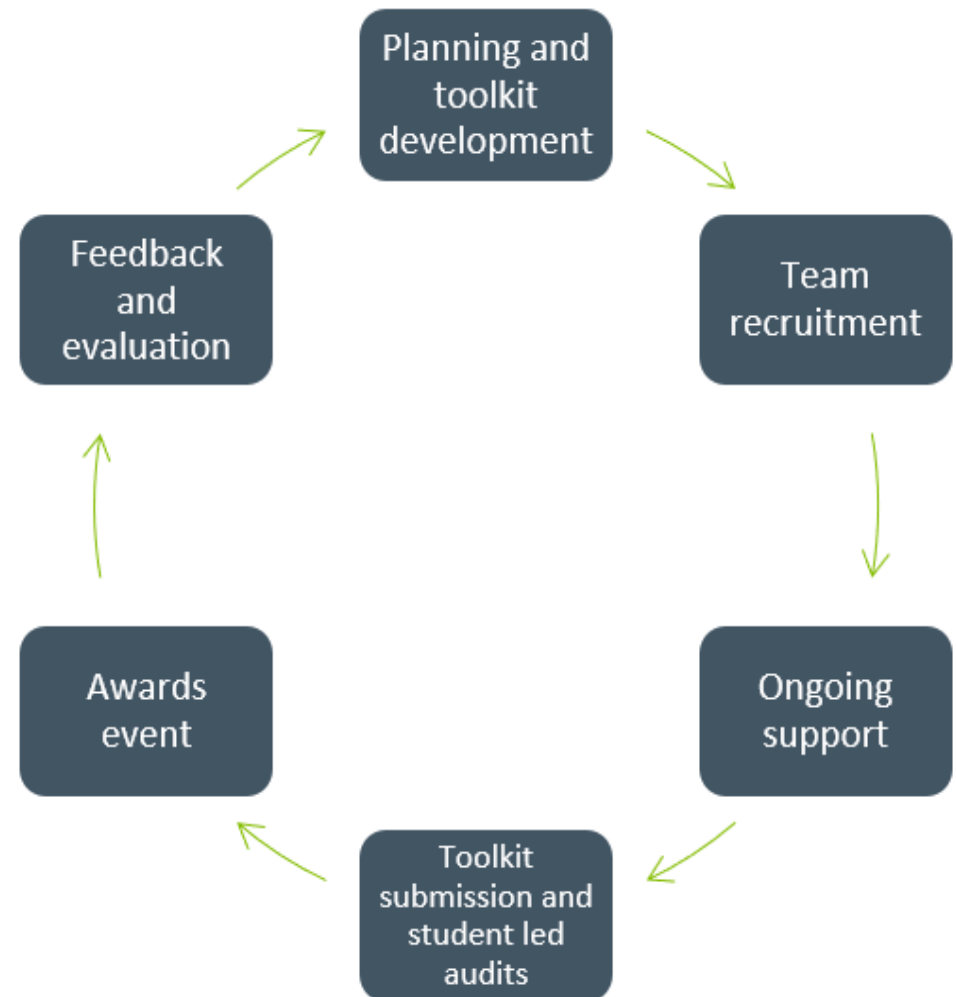 Planning and
toolkit
development
Team
recruitment
Ongoing
support
Toolkit
submission and
student led
audits
Awards
event
Feedback
and
evaluation